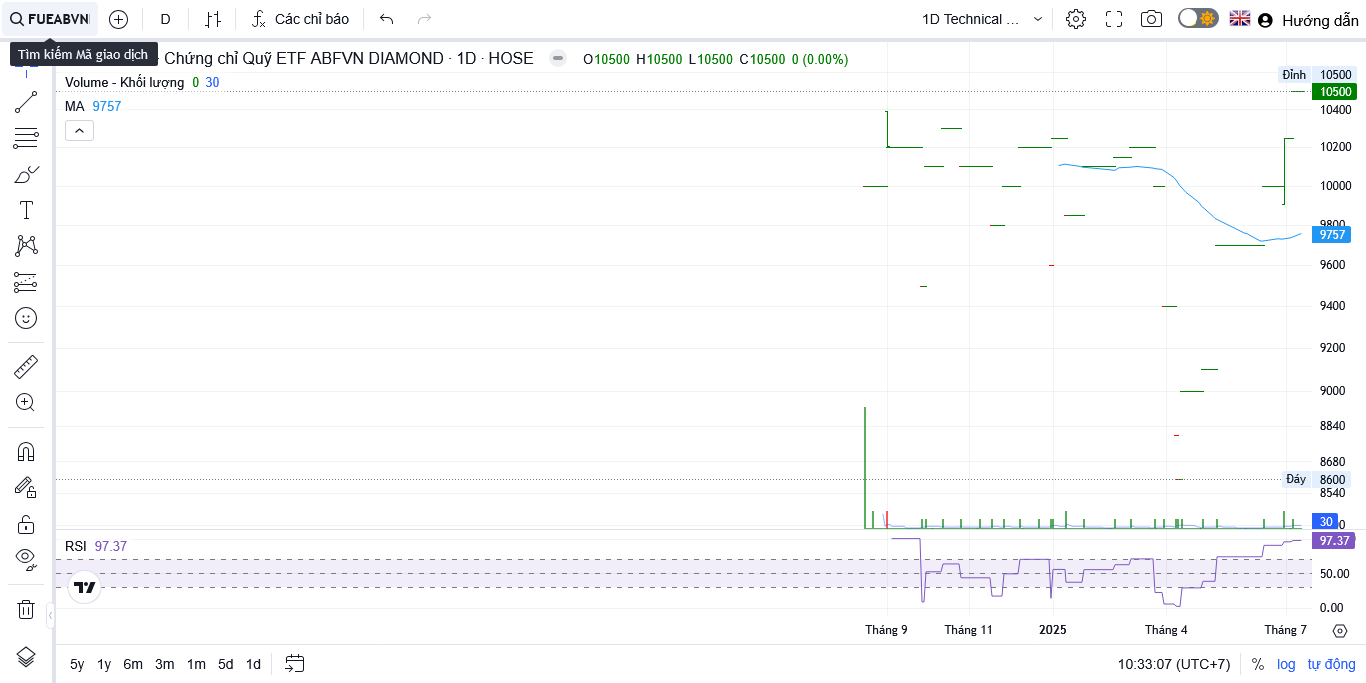 FUEABVN D Các chỉ báo 1D Technical ... Hướng dẫn
Tìm kiếm Mã giao dịch
Chứng chỉ Quỹ ETF ABFVN DIAMOND · 1D · HOSE O10500 H10500 L10500 C10500 0 (0.00%)
Volume - Khối lượng 0 30
MA 9757
Đỉnh 10500
10500
10400
10200
10000
9800
9757
9600
9400
9200
9000
8840
8680
Đáy 8600
8540
30
RSI 97.37
97.37
50.00
0.00
Tháng 9 Tháng 11 2025 Tháng 4 Tháng 7
5y 1y 6m 3m 1m 5d 1d 10:33:07 (UTC+7) % log tự động